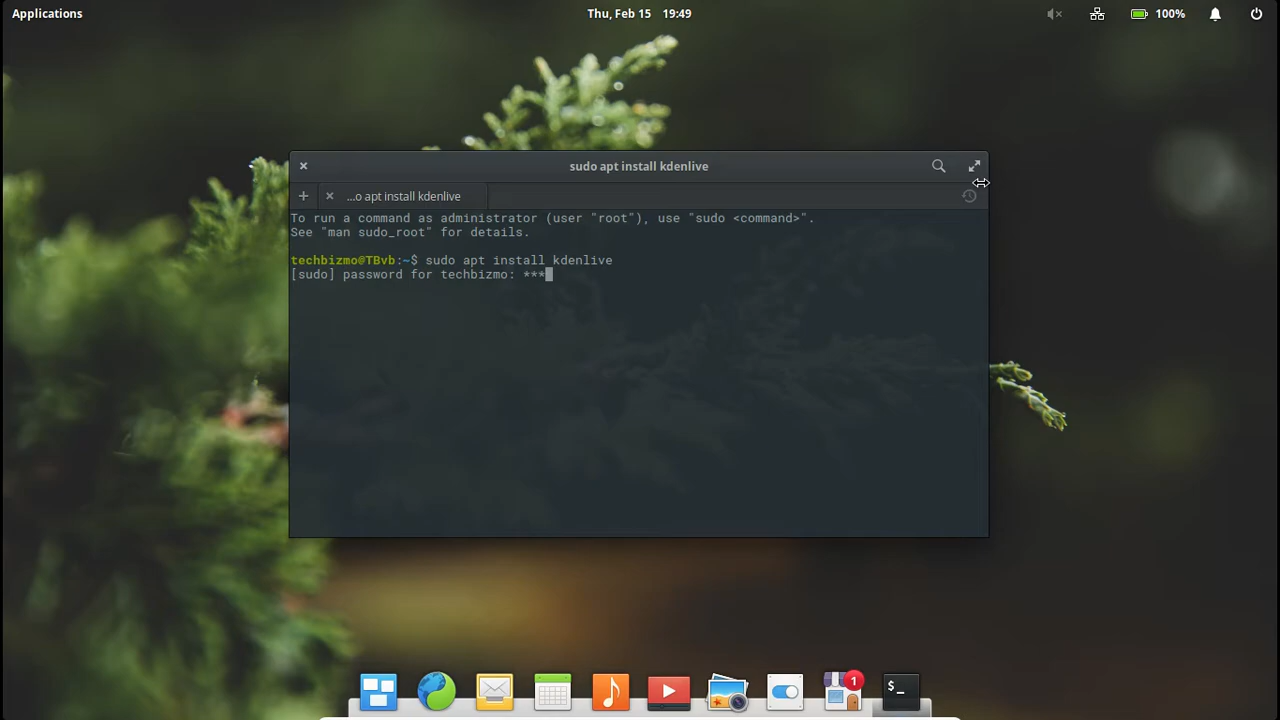 Applications
Thu, Feb 15 19:49
100%
sudo apt install kdenlive
...o apt install kdenlive
To run a command as administrator (user "root"), use "sudo <command>".
See "man sudo_root" for details.
techbizmo@TBvb:~$ sudo apt install kdenlive
[sudo] password for techbizmo: ***
1
>_